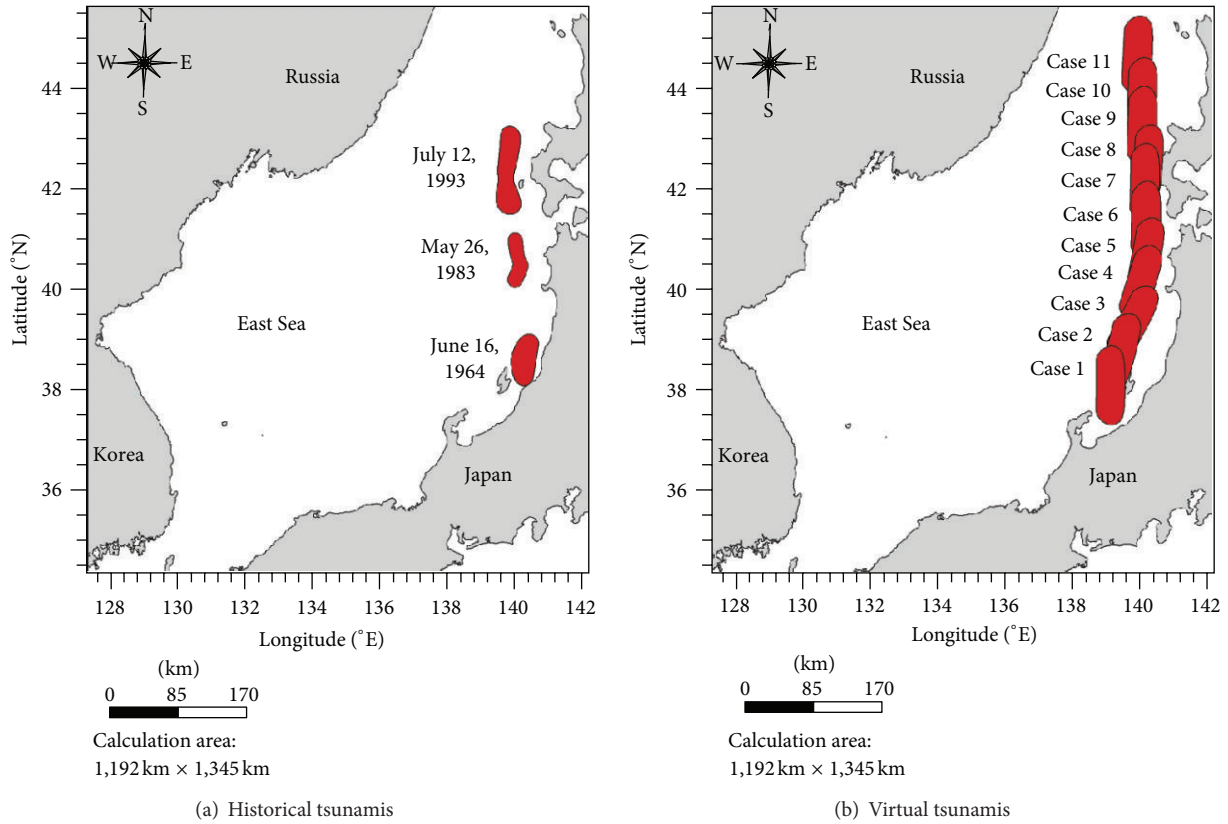 N
W
E
S
Russia
July 12,
1993
May 26,
1983
June 16,
1964
East Sea
Korea
Japan
44
42
40
38
36
Latitude (°N)
128 130 132 134 136 138 140 142
Longitude (°E)
(km)
0 85 170
Calculation area:
1,192 km × 1,345 km
(a) Historical tsunamis
N
W
E
S
Russia
Case 11
Case 10
Case 9
Case 8
Case 7
Case 6
Case 5
Case 4
Case 3
Case 2
Case 1
East Sea
Korea
Japan
44
42
40
38
36
Latitude (°N)
128 130 132 134 136 138 140 142
Longitude (°E)
(km)
0 85 170
Calculation area:
1,192 km × 1,345 km
(b) Virtual tsunamis